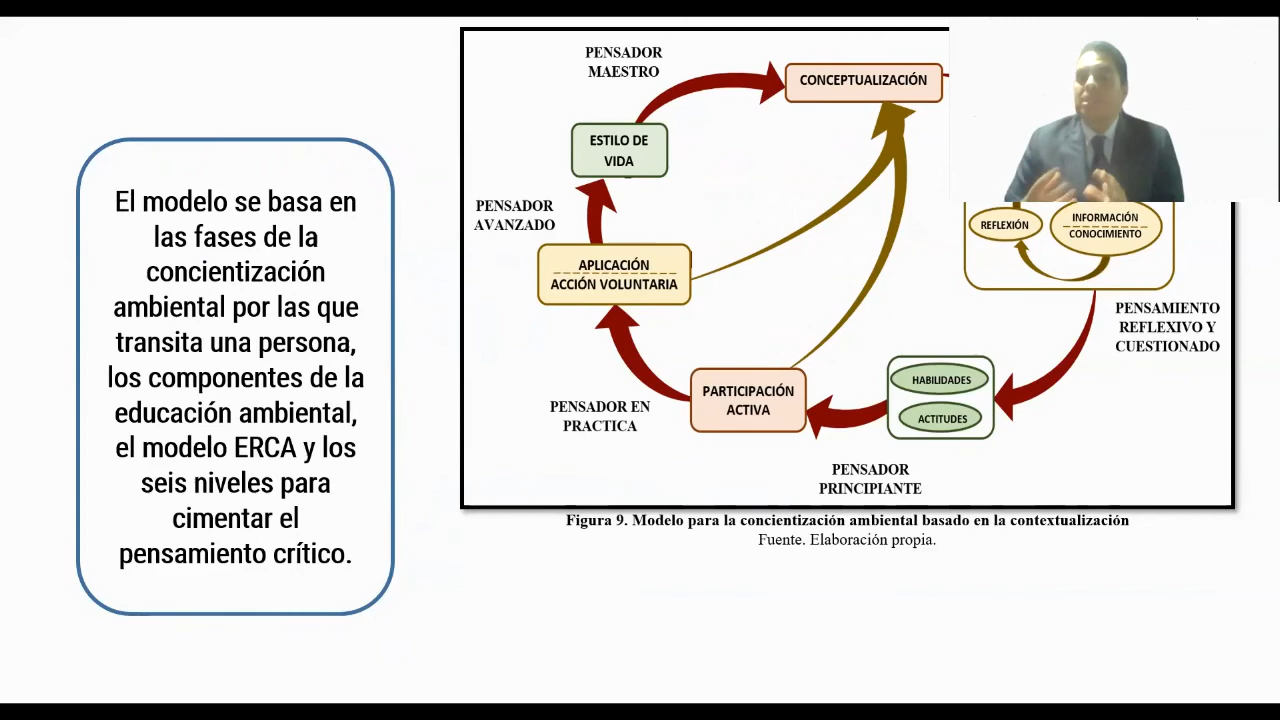 El modelo se basa en
las fases de la
concientización
ambiental por las que
transita una persona,
los componentes de la
educación ambiental,
el modelo ERCA y los
seis niveles para
cimentar el
pensamiento crítico.
PENSADOR
MAESTRO
CONCEPTUALIZACIÓN
ESTILO DE
VIDA
PENSADOR
AVANZADO
REFLEXIÓN
INFORMACIÓN
CONOCIMIENTO
APLICACIÓN
ACCIÓN VOLUNTARIA
PENSAMIENTO
REFLEXIVO Y
CUESTIONADO
HABILIDADES
ACTITUDES
PARTICIPACIÓN
ACTIVA
PENSADOR EN
PRACTICA
PENSADOR
PRINCIPIANTE
Figura 9. Modelo para la concientización ambiental basado en la contextualización
Fuente. Elaboración propia.